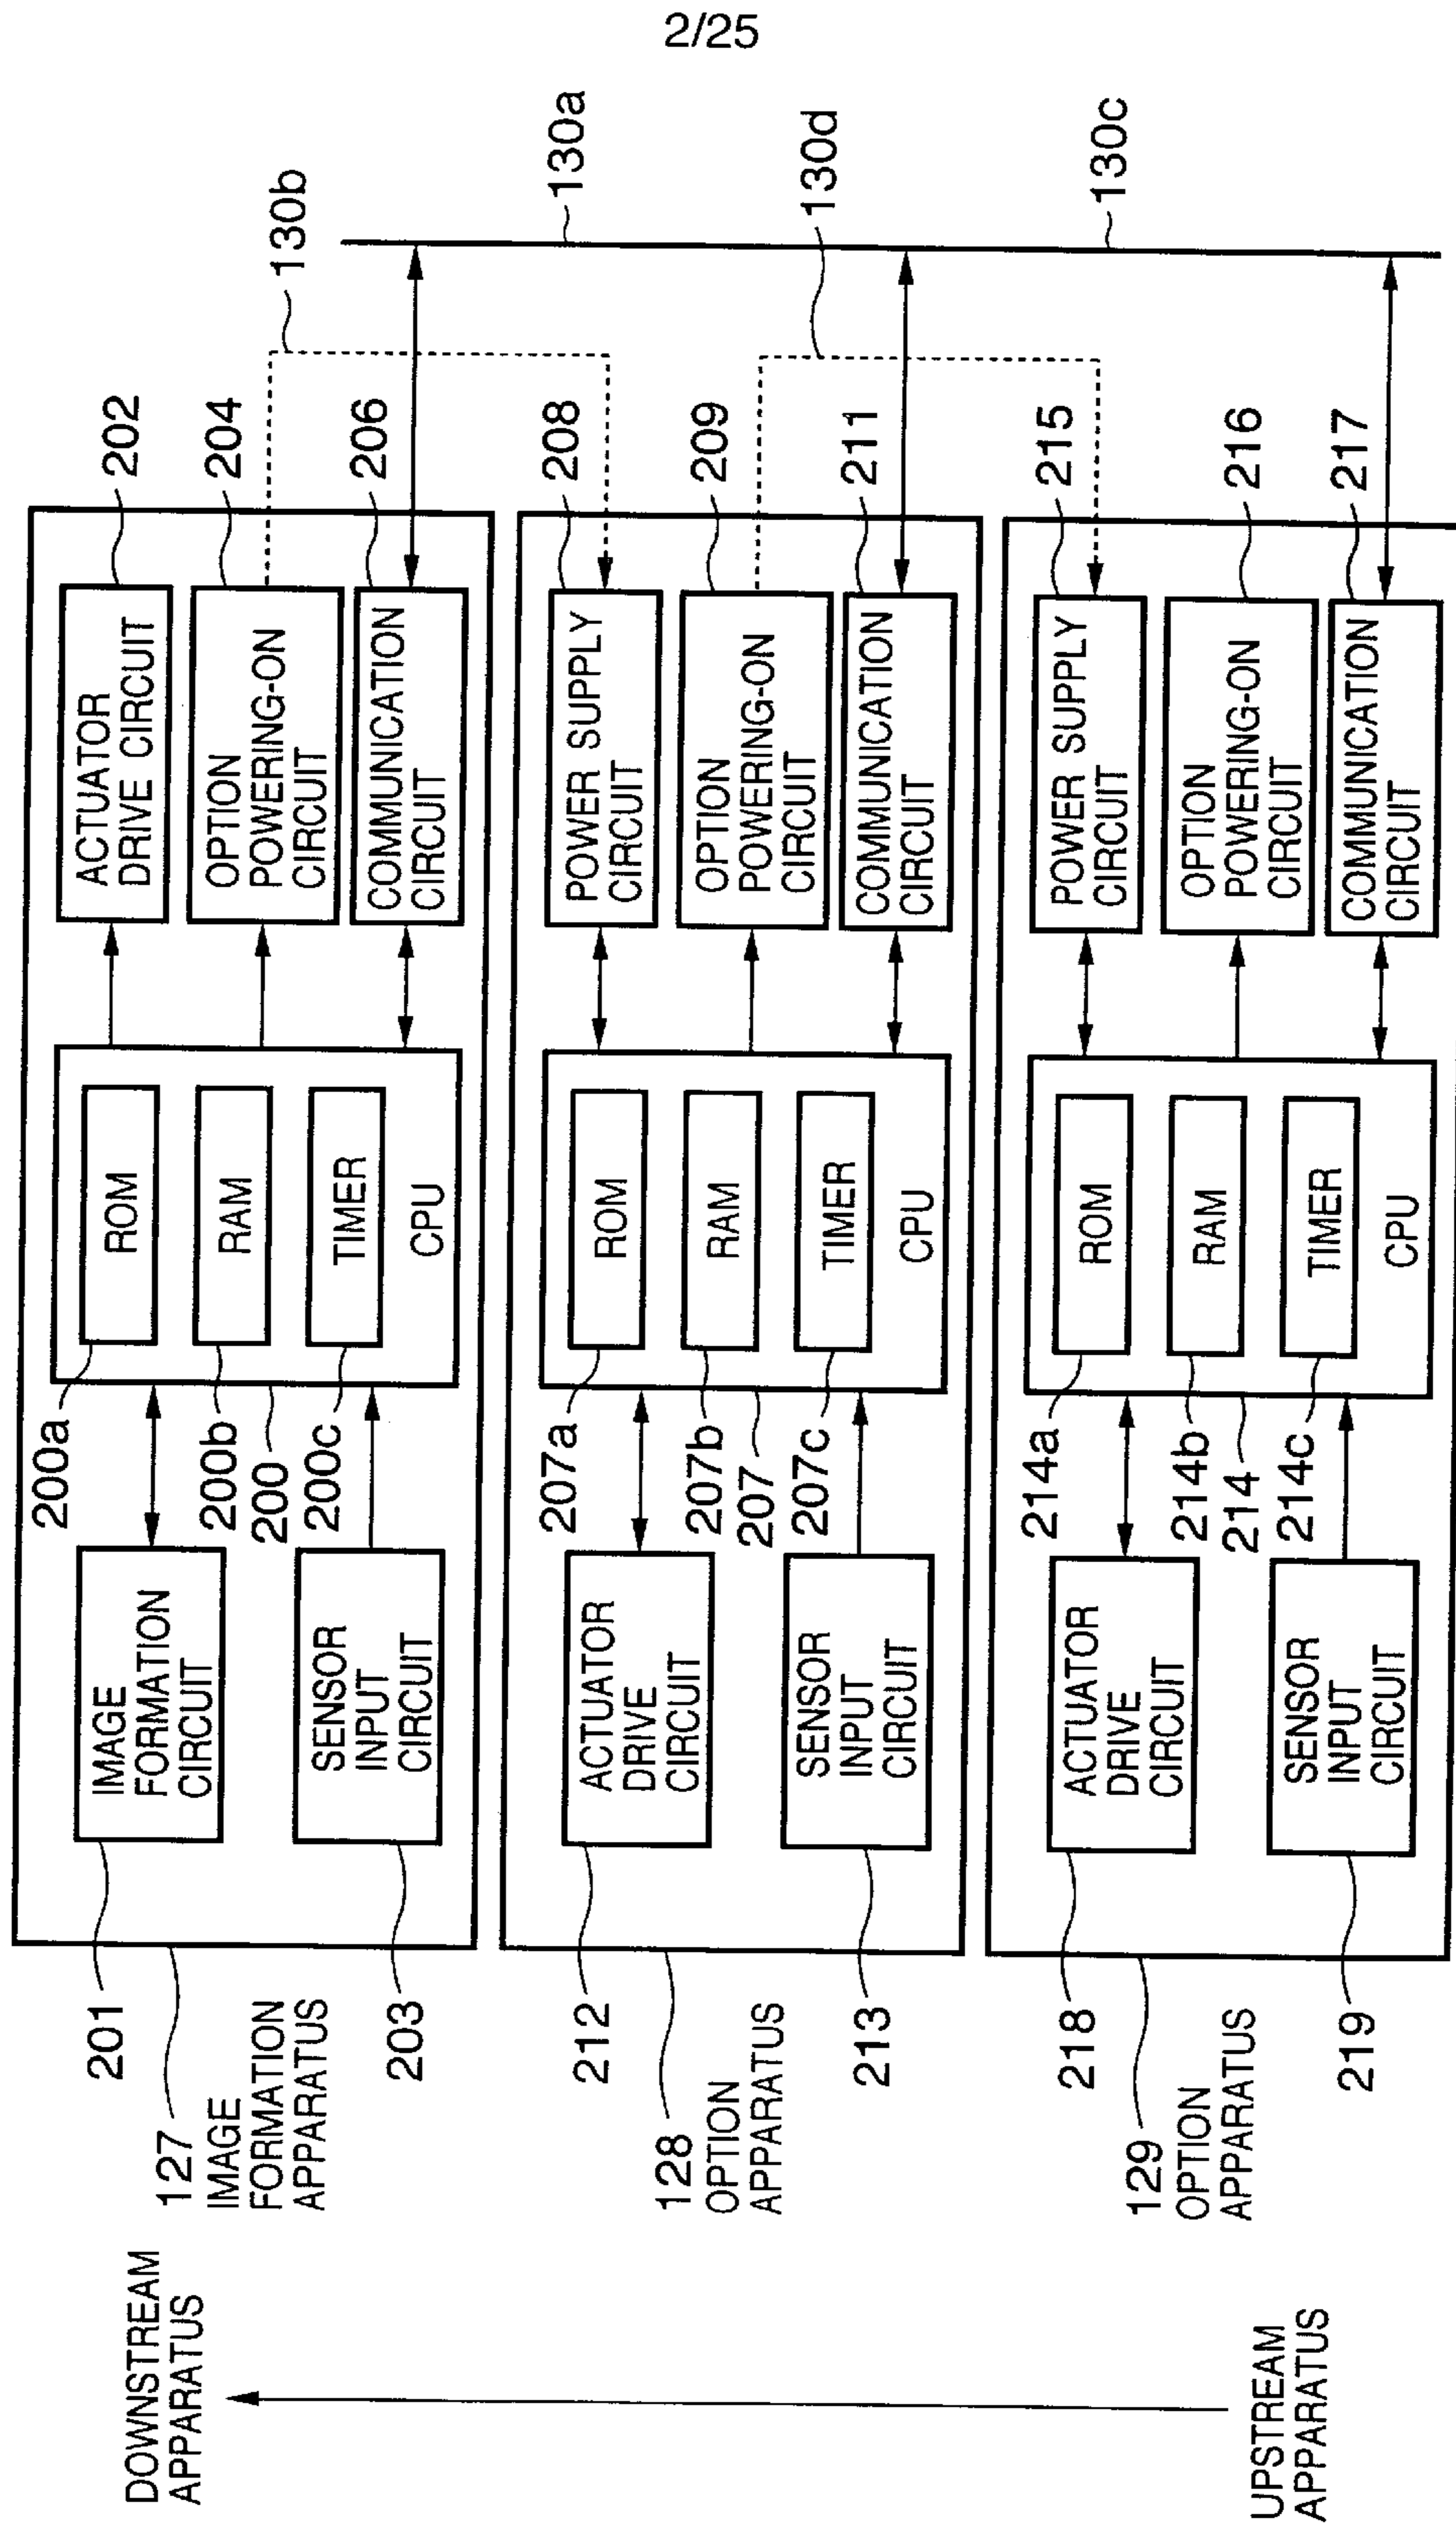 2/25
DOWNSTREAM
APPARATUS
UPSTREAM
APPARATUS
127
IMAGE
FORMATION
APPARATUS
201
IMAGE
FORMATION
CIRCUIT
203
SENSOR
INPUT
CIRCUIT
200a
200b
200
200c
ROM
RAM
TIMER
CPU
ACTUATOR
DRIVE CIRCUIT
202
OPTION
POWERING-ON
CIRCUIT
204
COMMUNICATION
CIRCUIT
206
130b
130a
128
OPTION
APPARATUS
212
ACTUATOR
DRIVE
CIRCUIT
213
SENSOR
INPUT
CIRCUIT
207a
207b
207
207c
ROM
RAM
TIMER
CPU
POWER SUPPLY
CIRCUIT
208
OPTION
POWERING-ON
CIRCUIT
209
COMMUNICATION
CIRCUIT
211
130d
129
OPTION
APPARATUS
218
ACTUATOR
DRIVE
CIRCUIT
219
SENSOR
INPUT
CIRCUIT
214a
214b
214
214c
ROM
RAM
TIMER
CPU
POWER SUPPLY
CIRCUIT
215
OPTION
POWERING-ON
CIRCUIT
216
COMMUNICATION
CIRCUIT
217
130c